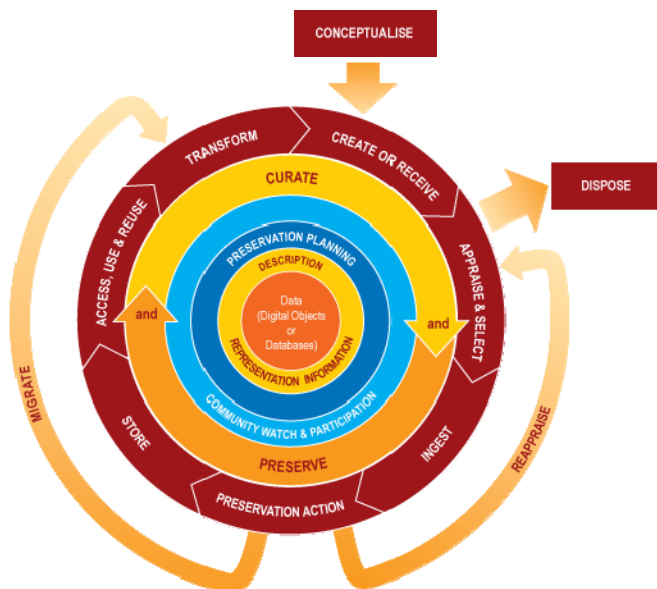 CONCEPTUALISE
CREATE OR RECEIVE
DISPOSE
APPRAISE & SELECT
REAPPRAISE
INGEST
PRESERVATION ACTION
STORE
MIGRATE
ACCESS, USE & REUSE
TRANSFORM
CURATE
and
PRESERVE
and
COMMUNITY WATCH & PARTICIPATION
PRESERVATION PLANNING
DESCRIPTION
REPRESENTATION INFORMATION
Data
(Digital Objects
or
Databases)